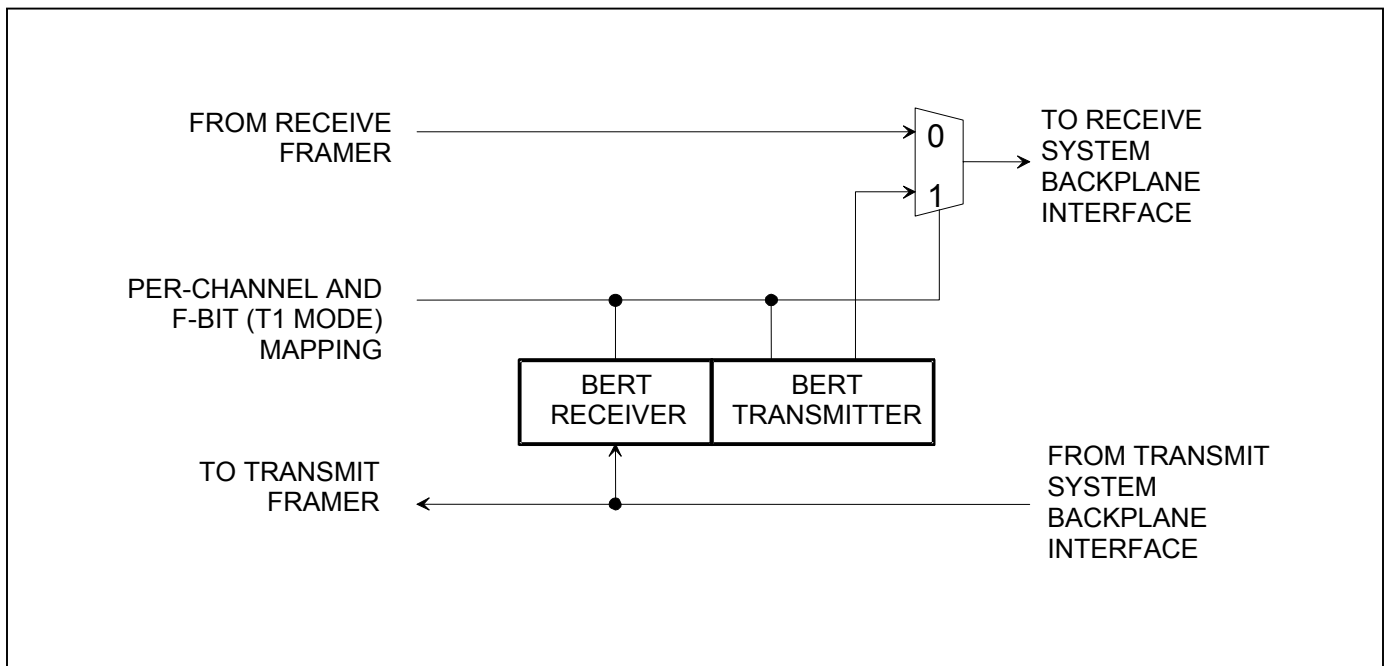 FROM RECEIVE
FRAMER
0
1
TO RECEIVE
SYSTEM
BACKPLANE
INTERFACE
PER-CHANNEL AND
F-BIT (T1 MODE)
MAPPING
BERT
RECEIVER
BERT
TRANSMITTER
TO TRANSMIT
FRAMER
FROM TRANSMIT
SYSTEM
BACKPLANE
INTERFACE